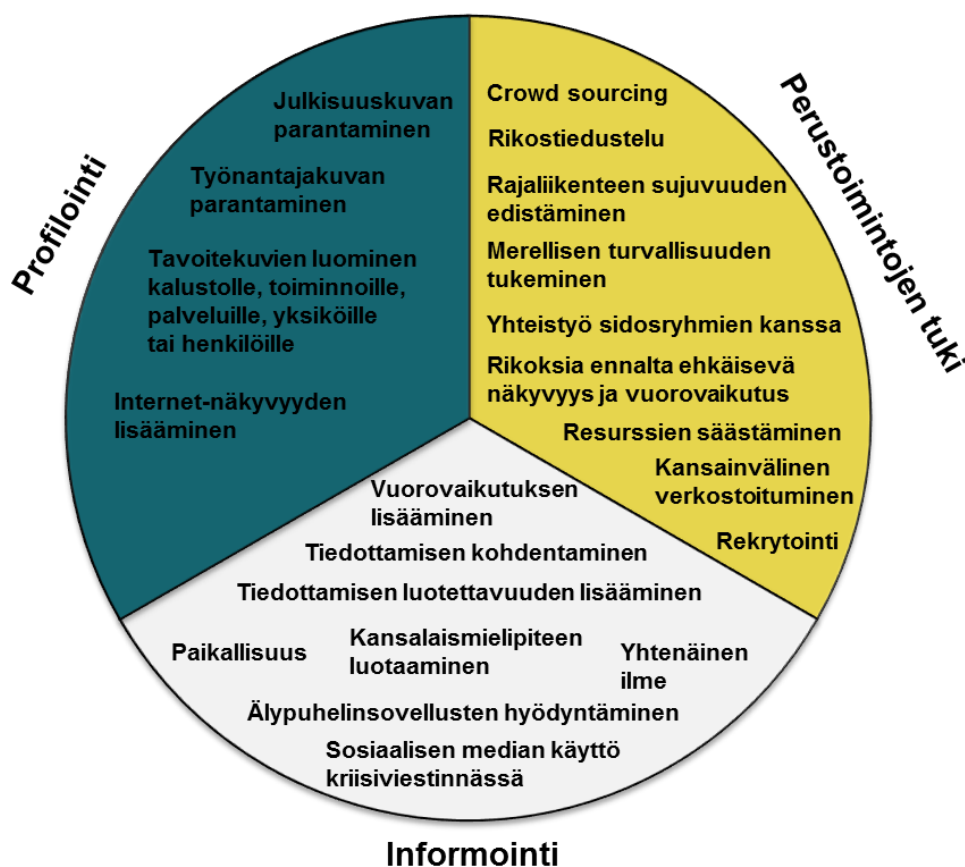 Profilointi
Julkisuuskuvan
parantaminen
Työnantajakuvan
parantaminen
Tavoitekuvien luominen
kalustolle, toiminnoille,
palveluille, yksiköille
tai henkilöille
Internet-näkyvyyden
lisääminen
Perustoimintojen tuki
Crowd sourcing
Rikostiedustelu
Rajaliikenteen sujuvuuden
edistäminen
Merellisen turvallisuuden
tukeminen
Yhteistyö sidosryhmien kanssa
Rikoksia ennalta ehkäisevä
näkyvyys ja vuorovaikutus
Resurssien säästäminen
Kansainvälinen
verkostoituminen
Rekrytointi
Vuorovaikutuksen
lisääminen
Tiedottamisen kohdentaminen
Tiedottamisen luotettavuuden lisääminen
Paikallisuus
Kansalaismielipiteen
luotaaminen
Yhtenäinen
ilme
Älypuhelinsovellusten hyödyntäminen
Sosiaalisen median käyttö
kriisiviestinnässä
Informointi